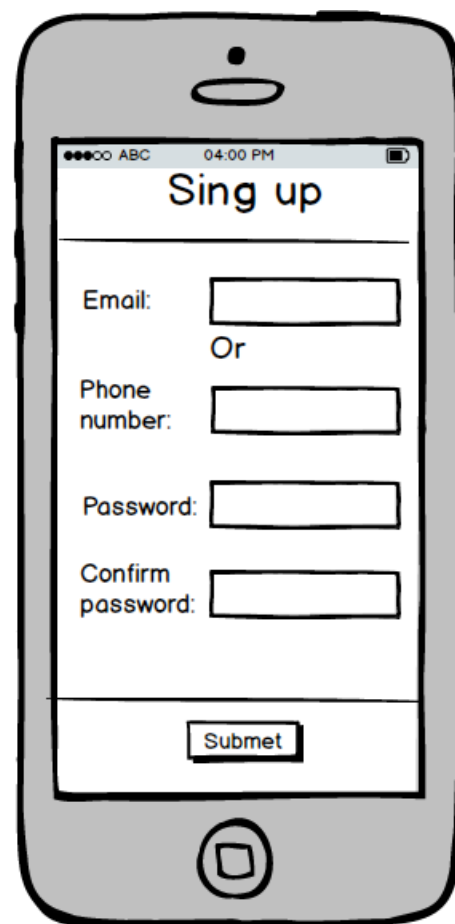 ABC 04:00 PM
Sing up
Email:
Or
Phone
number:
Password:
Confirm
password:
Submet